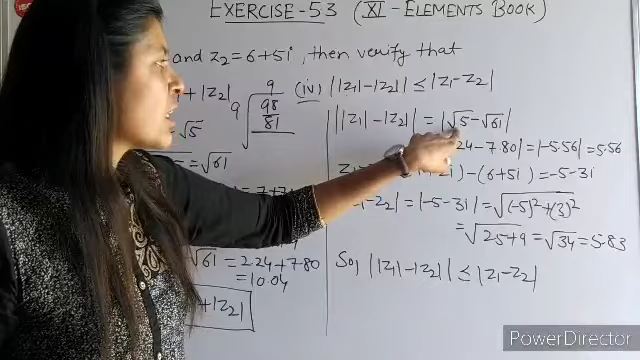 EXERCISE-53 (XI - ELEMENTS BOOK)
and z₂ = 6+5i, then verify that
+ |z₂|
= √5
= √61
9
9 √98
81
(iv) ||z₁|-|z₂|| ≤ |z₁-z₂|
||z₁| - |z₂|| = |√5 - √61|
24 - 7.80| = |-5.56| = 5.56
- (6+5i) = -5-3i
= |-5-3i| = √(-5)²+(3)²
= √25+9 = √34 = 5.83
√61 = 2.24 + 7.80
= 10.04
+ |z₂|
So, ||z₁| - |z₂|| ≤ |z₁-z₂|
PowerDirector